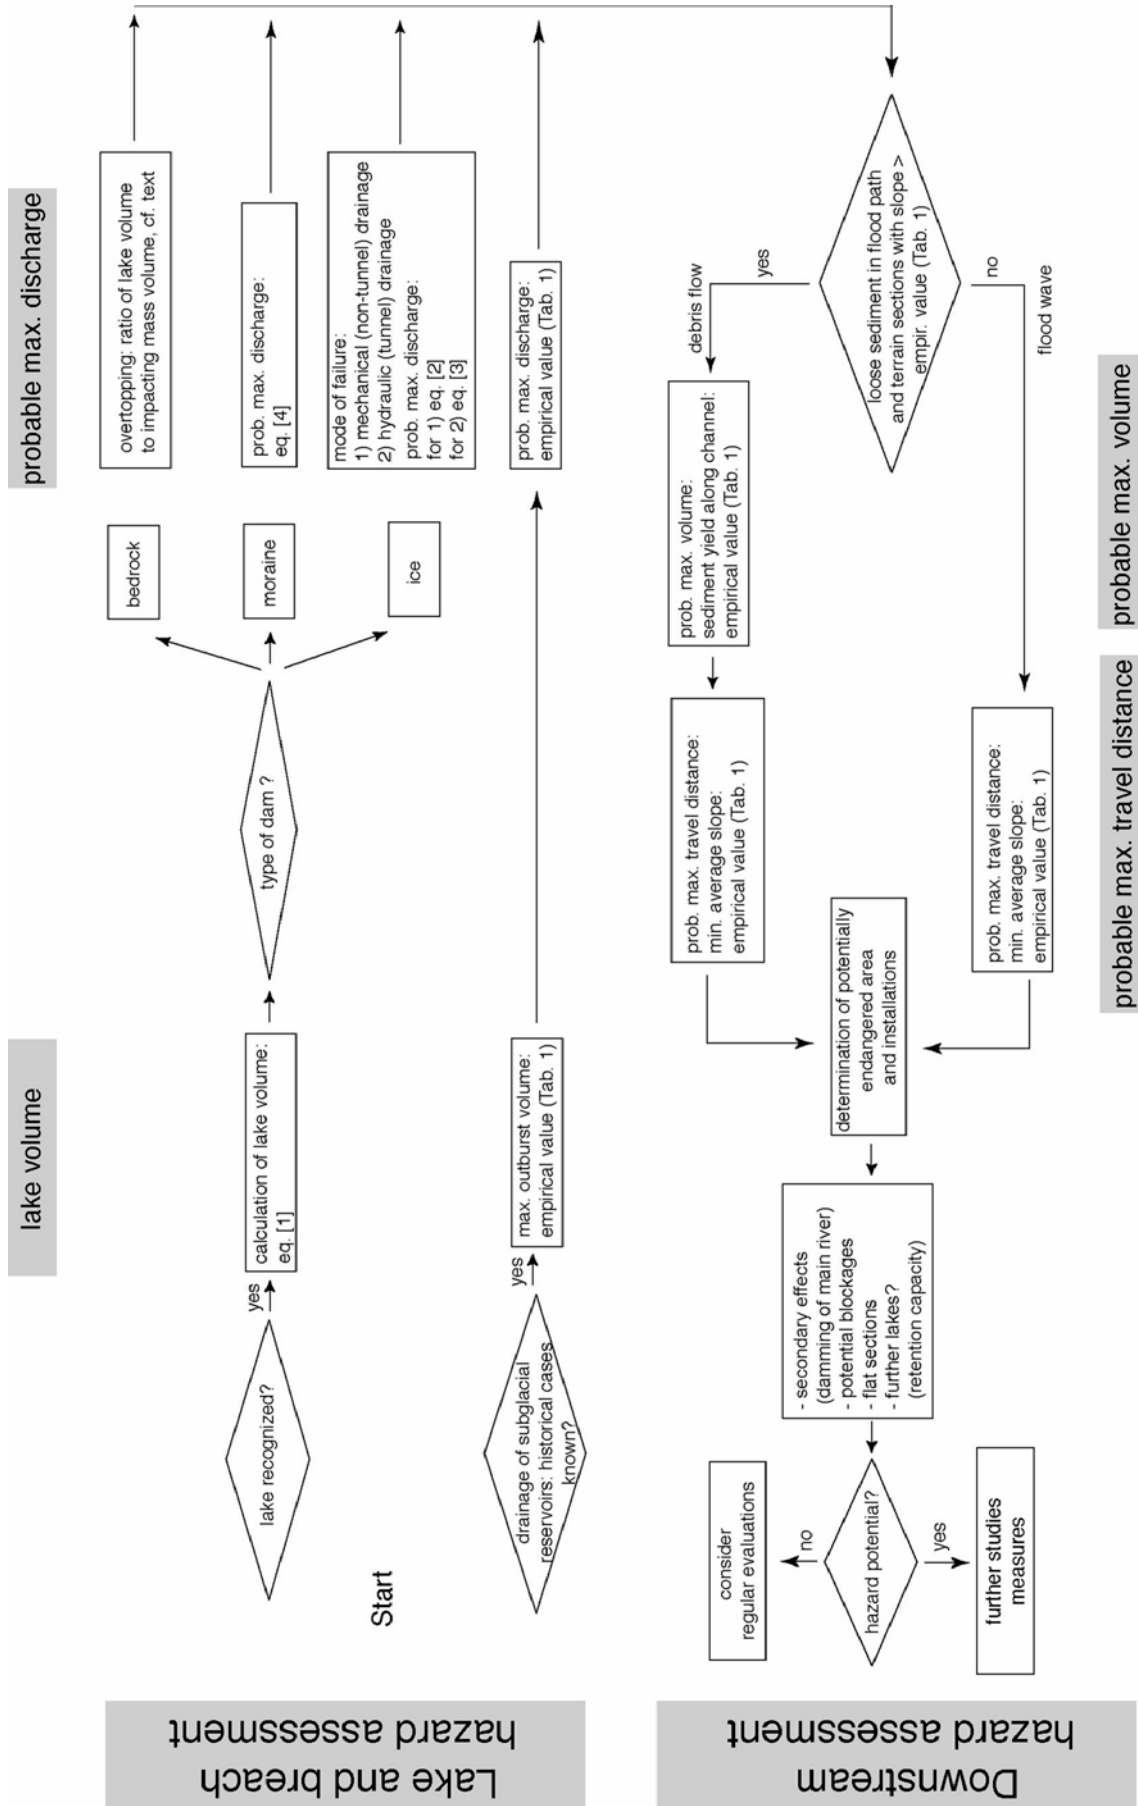 lake volume
probable max. discharge
Lake and breach
hazard assessment
Start
lake recognized?
yes
calculation of lake volume:
eq. [1]
type of dam ?
bedrock
moraine
ice
overtopping: ratio of lake volume
to impacting mass volume, cf. text
prob. max. discharge:
eq. [4]
mode of failure:
1) mechanical (non-tunnel) drainage
2) hydraulic (tunnel) drainage
prob. max. discharge:
for 1) eq. [2]
for 2) eq. [3]
drainage of subglacial
reservoirs: historical cases
known?
yes
max. outburst volume:
empirical value (Tab. 1)
prob. max. discharge:
empirical value (Tab. 1)
Downstream
hazard assessment
loose sediment in flood path
and terrain sections with slope >
empir. value (Tab. 1)
yes
debris flow
no
flood wave
prob. max. volume:
sediment yield along channel:
empirical value (Tab. 1)
prob. max. travel distance:
min. average slope:
empirical value (Tab. 1)
prob. max. travel distance:
min. average slope:
empirical value (Tab. 1)
determination of potentially
endangered area
and installations
- secondary effects
(damming of main river)
- potential blockages
- flat sections
- further lakes?
(retention capacity)
hazard potential?
no
consider
regular evaluations
yes
further studies
measures
probable max. travel distance
probable max. volume